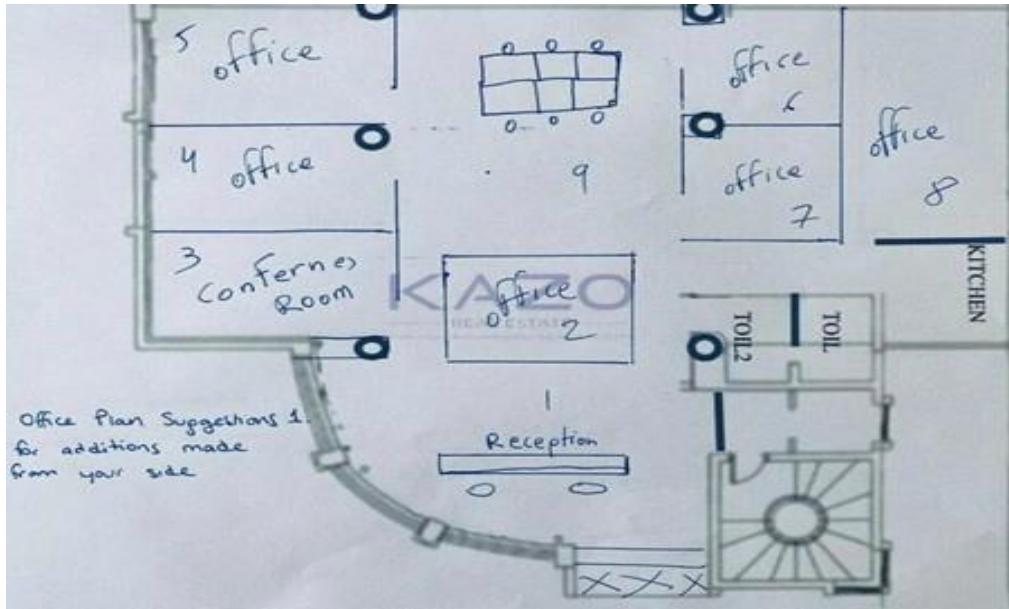 5
office
office
6
office
8
4
office
9
office
7
3
Confernes
Room
KITCHEN
KAZO
REAL ESTATE
office
2
TOIL2
TOIL
1
Office Plan Suggestions 1.
for additions made
from your side
Reception